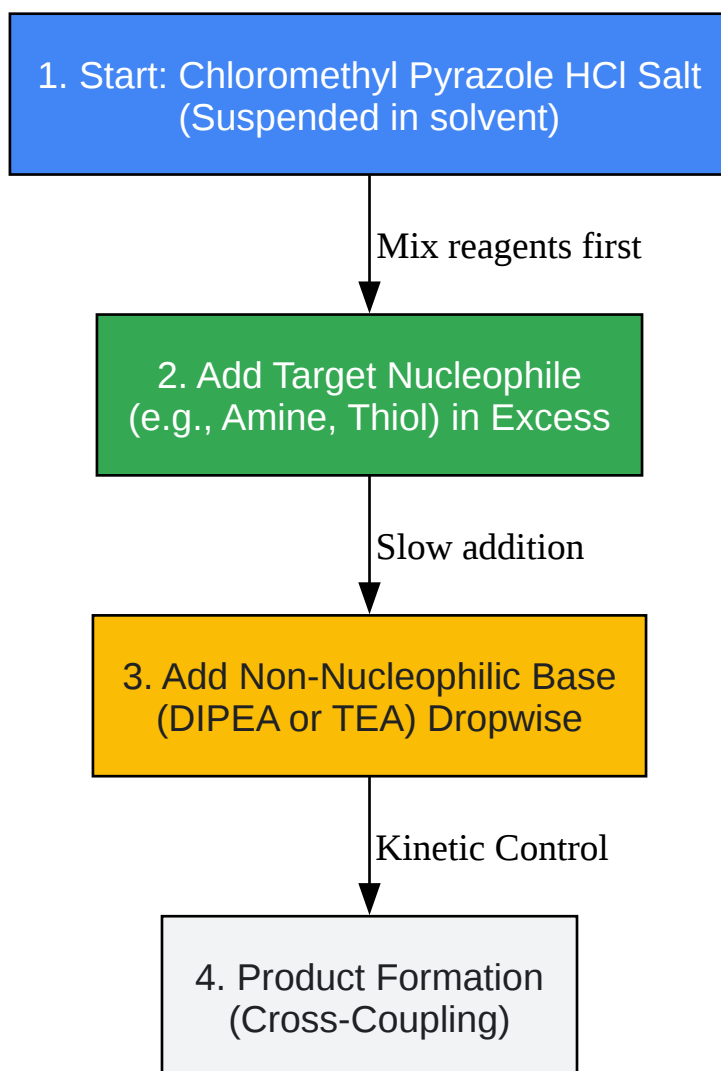 1. Start: Chloromethyl Pyrazole HCl Salt
(Suspended in solvent)
Mix reagents first
2. Add Target Nucleophile
(e.g., Amine, Thiol) in Excess
Slow addition
3. Add Non-Nucleophilic Base
(DIPEA or TEA) Dropwise
Kinetic Control
4. Product Formation
(Cross-Coupling)